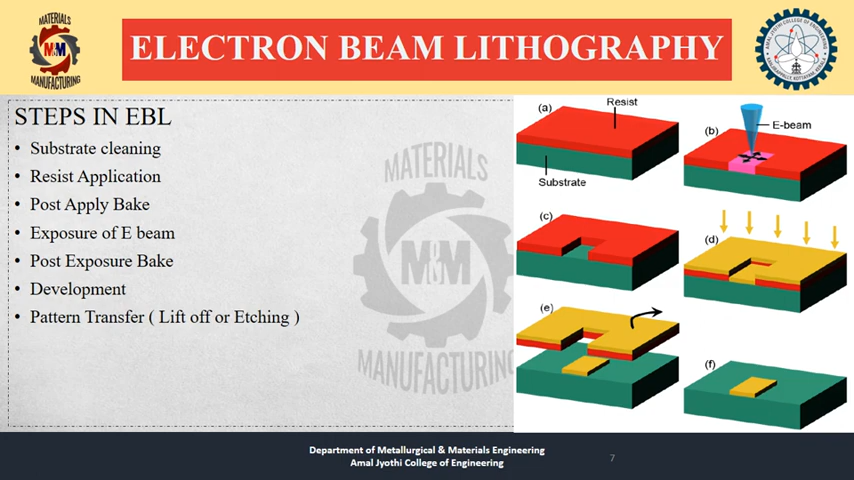 MATERIALS
M&M
MANUFACTURING
ELECTRON BEAM LITHOGRAPHY
STEPS IN EBL
• Substrate cleaning
• Resist Application
• Post Apply Bake
• Exposure of E beam
• Post Exposure Bake
• Development
• Pattern Transfer ( Lift off or Etching )
MATERIALS
MANUFACTURING
(a)
Resist
Substrate
(b)
E-beam
(c)
(d)
(e)
(f)
Department of Metallurgical & Materials Engineering
Amal Jyothi College of Engineering
7